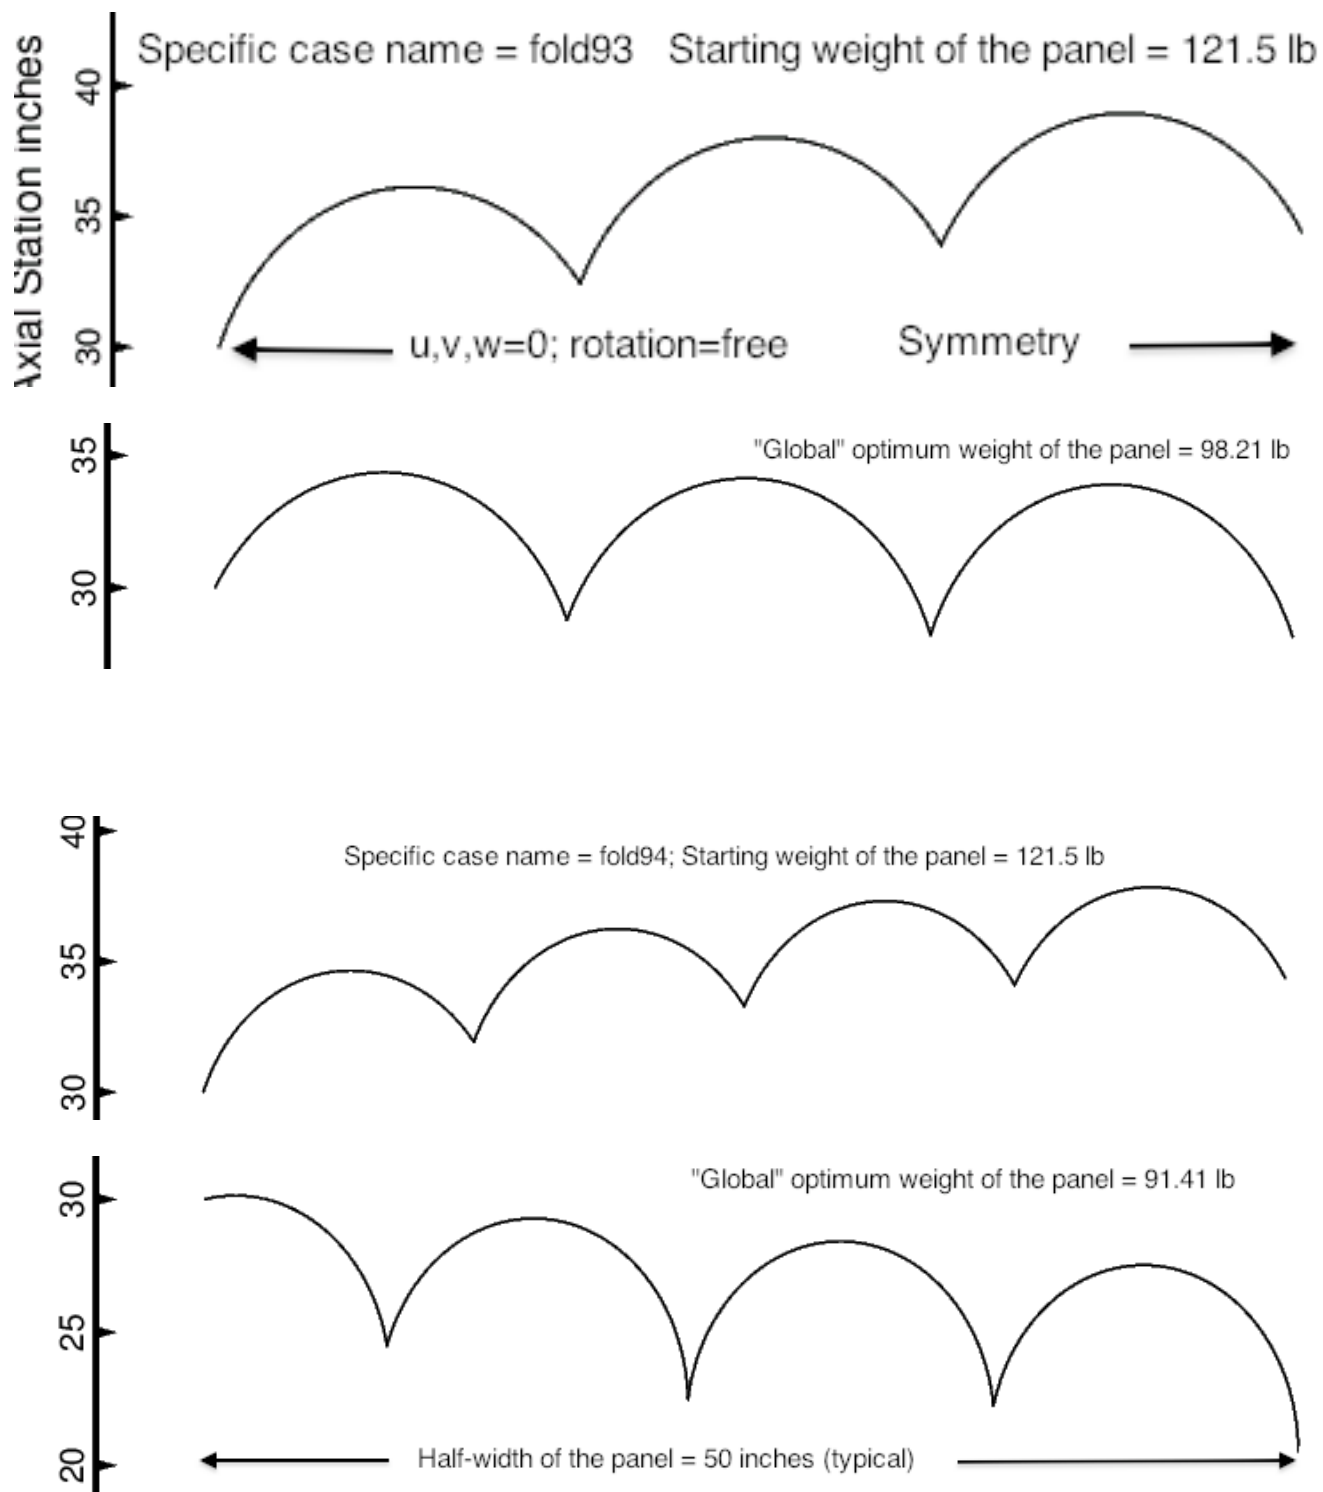 Axial Station inches
Specific case name = fold93 Starting weight of the panel = 121.5 lb
40
35
30
u,v,w=0; rotation=free Symmetry
35
"Global" optimum weight of the panel = 98.21 lb
30
40
Specific case name = fold94; Starting weight of the panel = 121.5 lb
35
30
"Global" optimum weight of the panel = 91.41 lb
30
25
20
Half-width of the panel = 50 inches (typical)